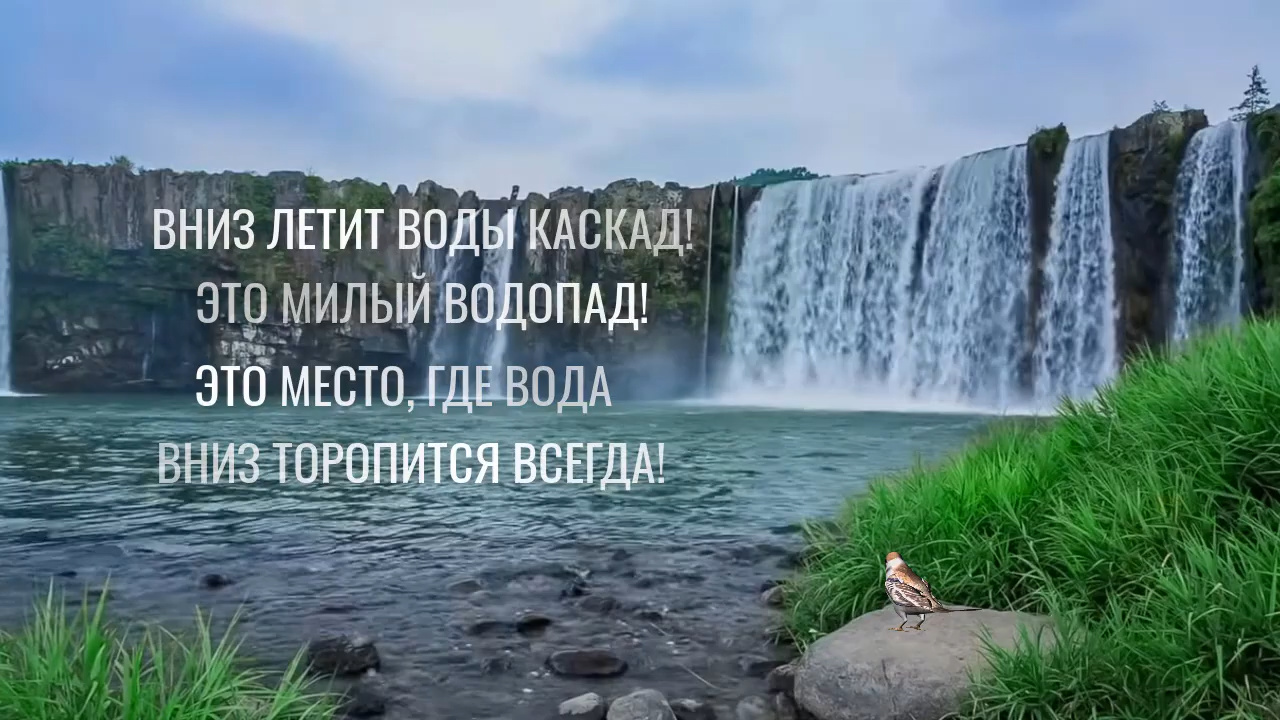 ВНИЗ ЛЕТИТ ВОДЫ КАСКАД!
ЭТО МИЛЫЙ ВОДОПАД!
ЭТО МЕСТО, ГДЕ ВОДА
ВНИЗ ТОРОПИТСЯ ВСЕГДА!